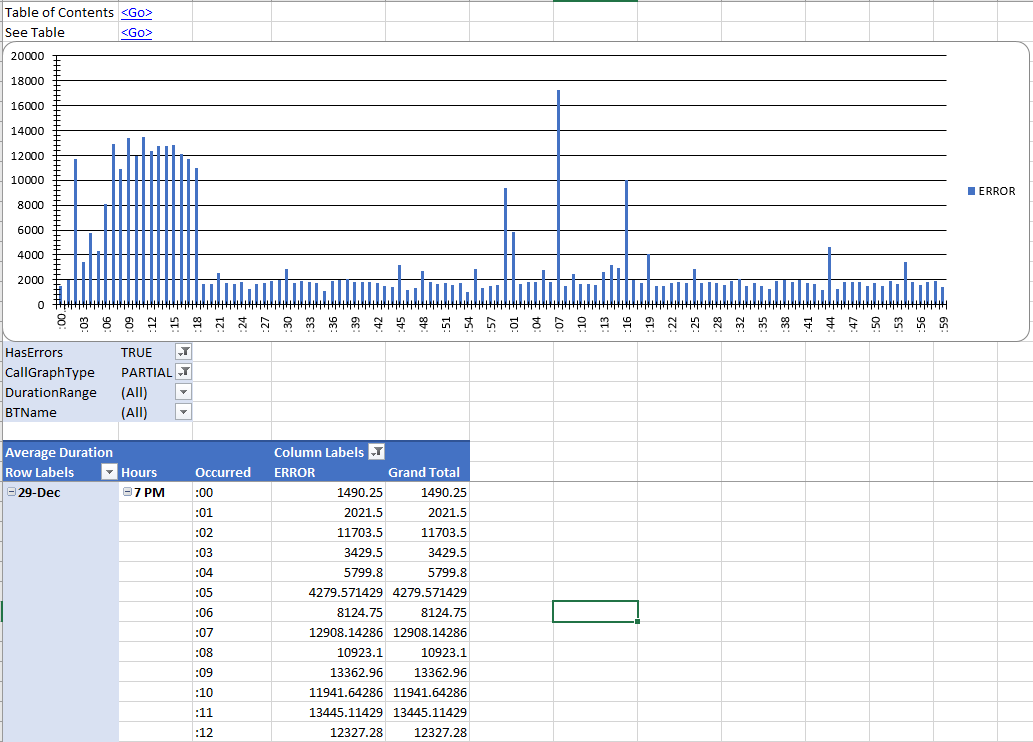 Table of Contents <Go>
See Table <Go>
20000
18000
16000
14000
12000
10000
8000
6000
4000
2000
0
ERROR
:00 :03 :06 :09 :12 :15 :18 :21 :24 :27 :30 :33 :36 :39 :42 :45 :48 :51 :54 :57 :01 :04 :07 :10 :13 :16 :19 :22 :25 :28 :32 :35 :38 :41 :44 :47 :50 :53 :56 :59
HasErrors TRUE
CallGraphType PARTIAL
DurationRange (All)
BTName (All)
Average Duration Column Labels
Row Labels Hours Occurred ERROR Grand Total
29-Dec 7 PM :00 1490.25 1490.25
:01 2021.5 2021.5
:02 11703.5 11703.5
:03 3429.5 3429.5
:04 5799.8 5799.8
:05 4279.571429 4279.571429
:06 8124.75 8124.75
:07 12908.14286 12908.14286
:08 10923.1 10923.1
:09 13362.96 13362.96
:10 11941.64286 11941.64286
:11 13445.11429 13445.11429
:12 12327.28 12327.28